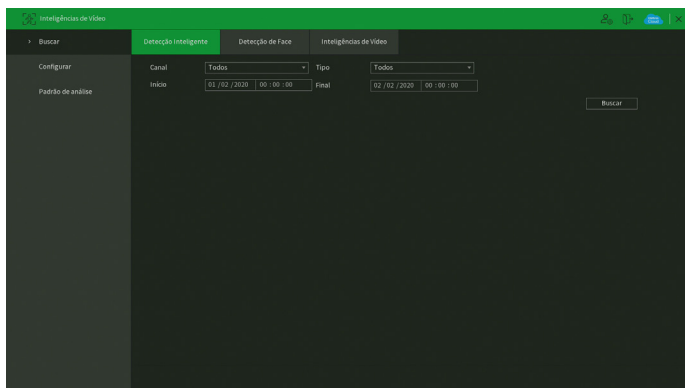 Inteligências de Vídeo
Buscar
Configurar
Padrão de análise
Detecção Inteligente Detecção de Face Inteligências de Vídeo
Canal Todos Tipo Todos
Início 01 /02 /2020 00 : 00 : 00 Final 02 /02 /2020 00 : 00 : 00
Buscar